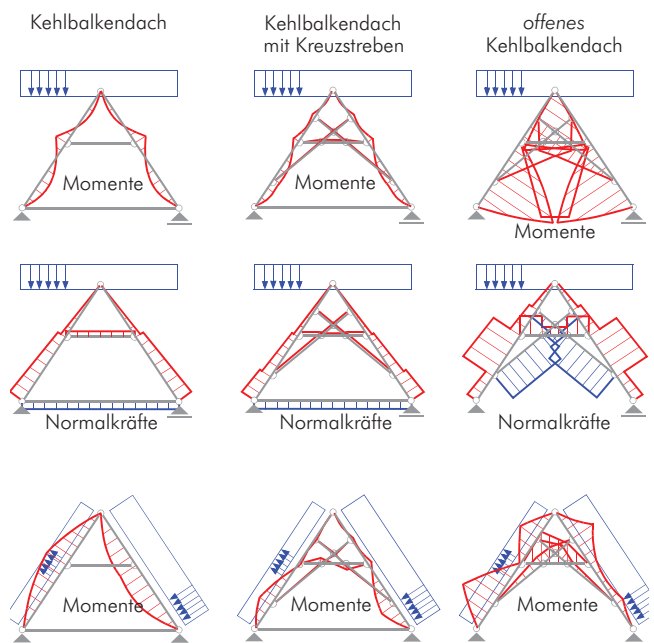 Kehlbalkendach
Kehlbalkendach
mit Kreuzstreben
offenes
Kehlbalkendach
Momente
Momente
Momente
Normalkräfte
Normalkräfte
Normalkräfte
Momente
Momente
Momente